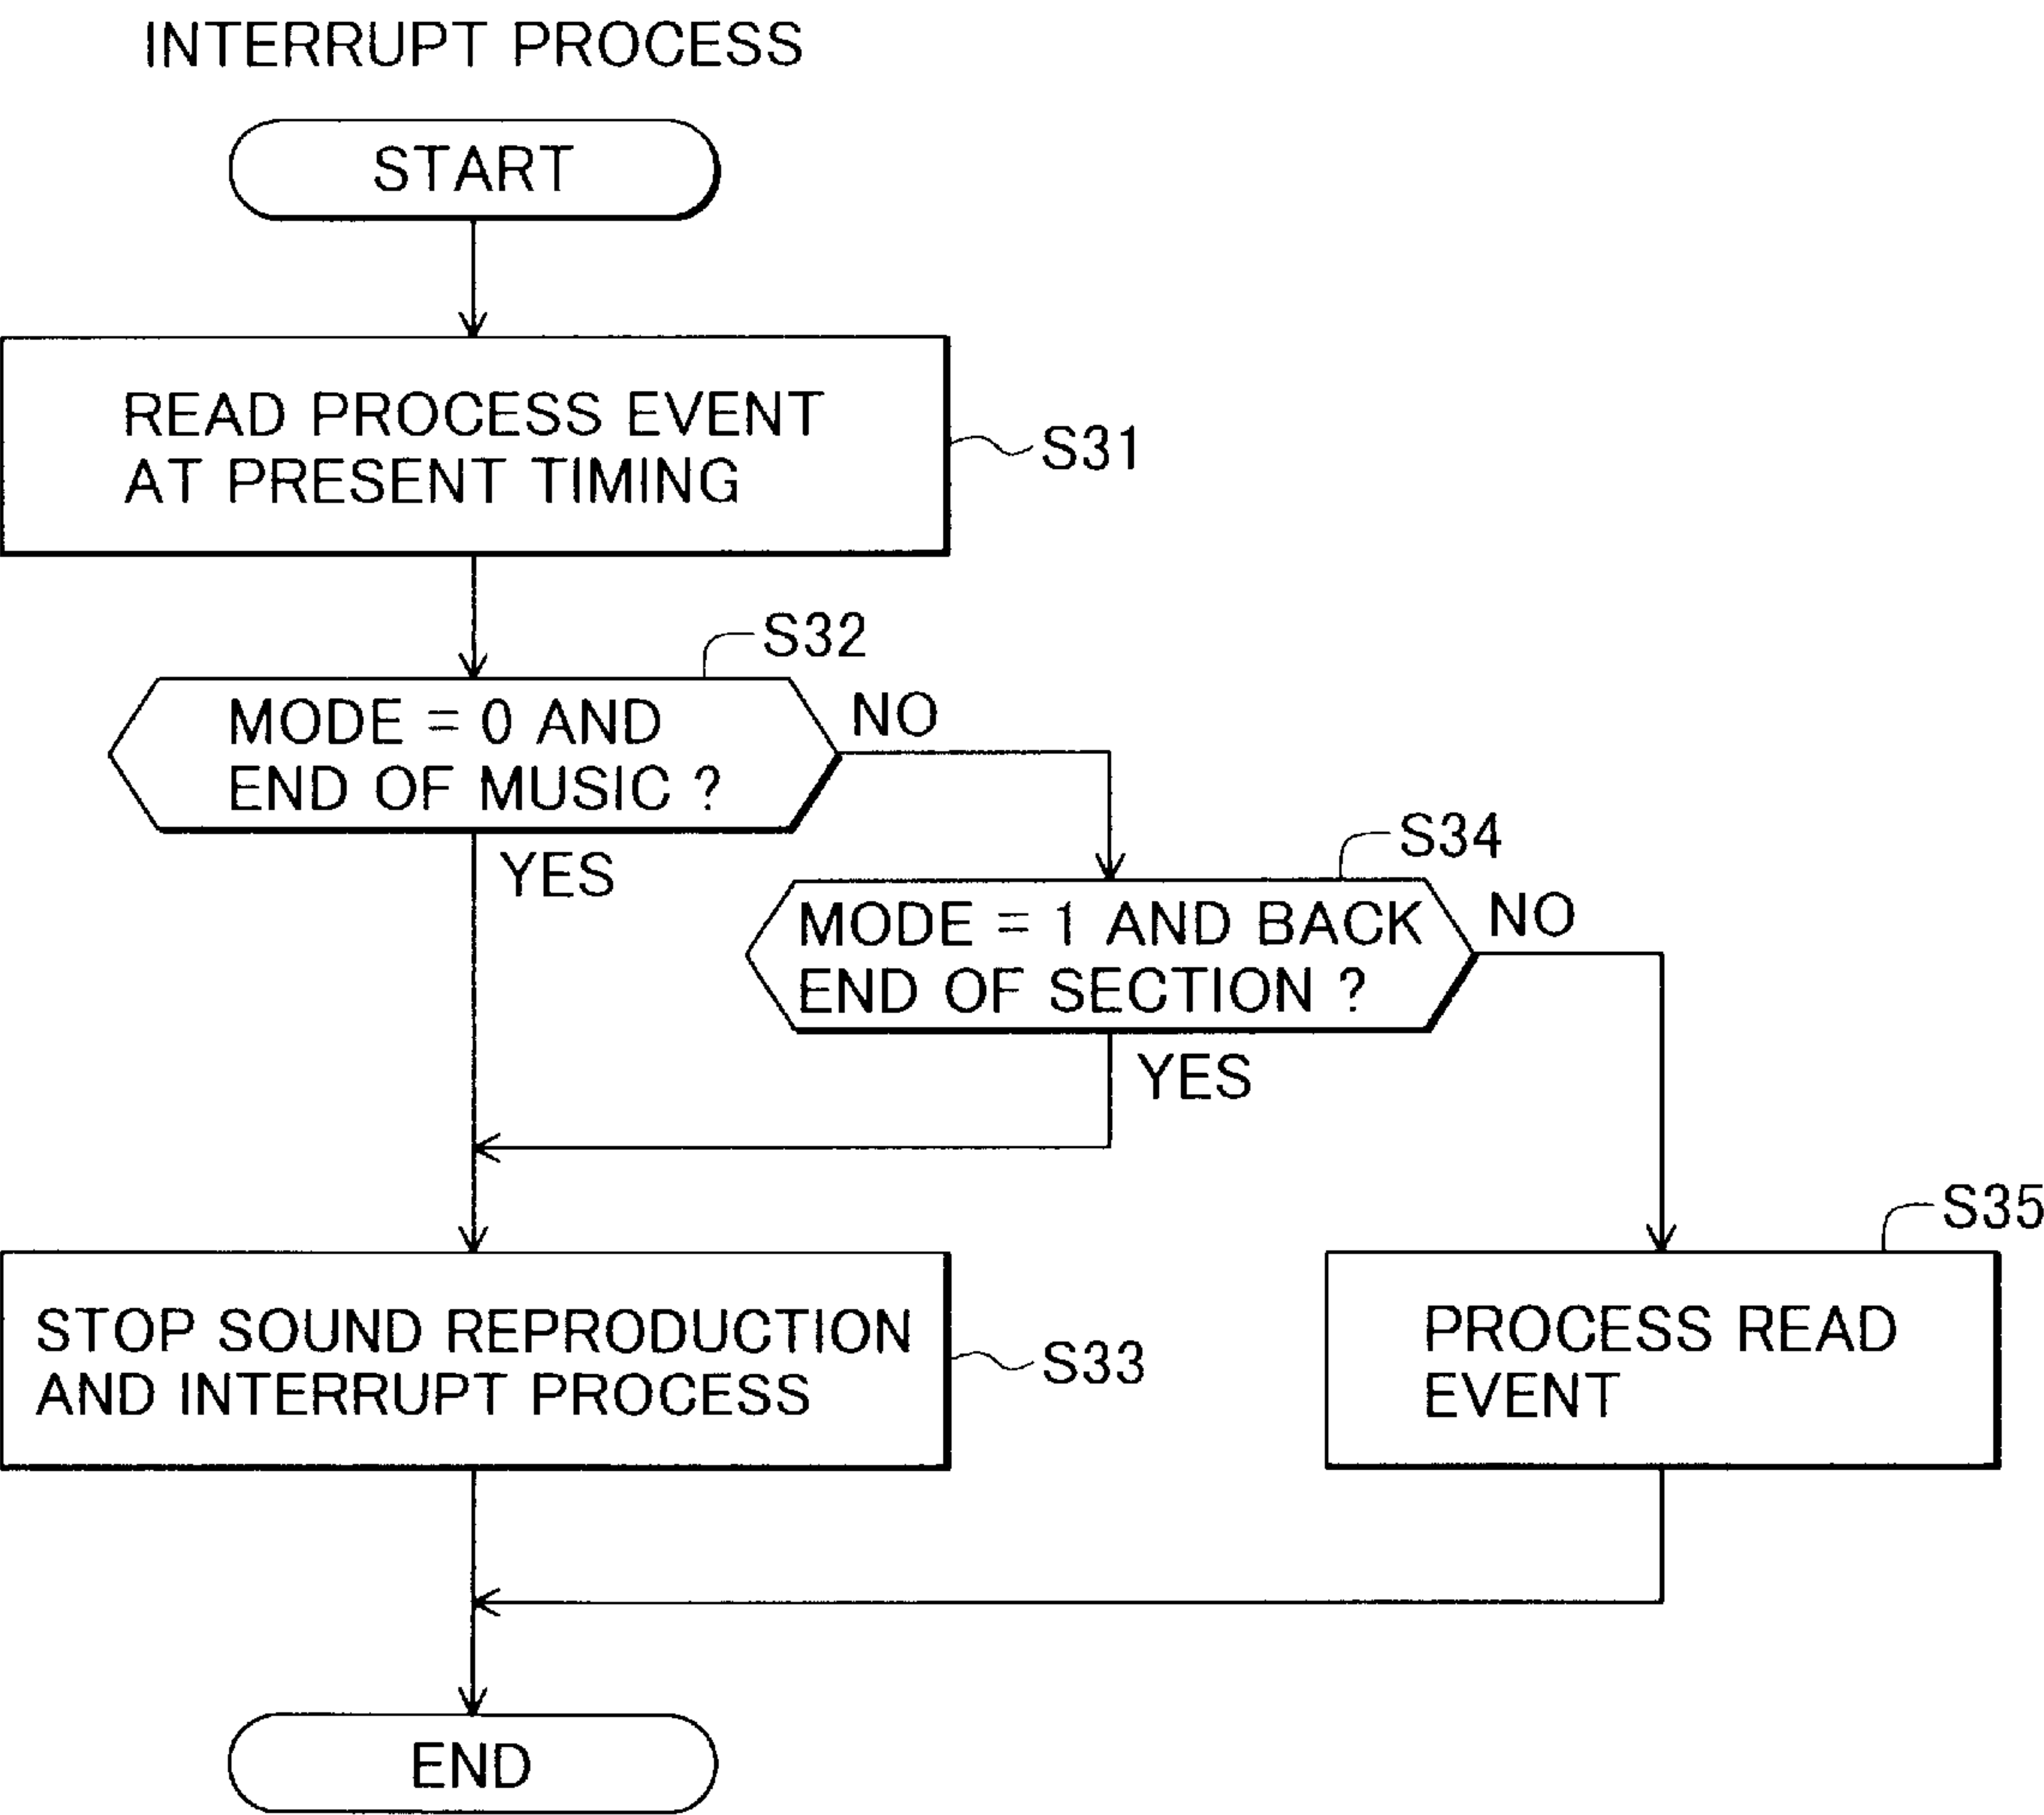 INTERRUPT PROCESS
START
READ PROCESS EVENT
AT PRESENT TIMING
S31
S32
MODE = 0 AND
END OF MUSIC ?
NO
YES
S34
MODE = 1 AND BACK
END OF SECTION ?
NO
YES
STOP SOUND REPRODUCTION
AND INTERRUPT PROCESS
S33
S35
PROCESS READ
EVENT
END